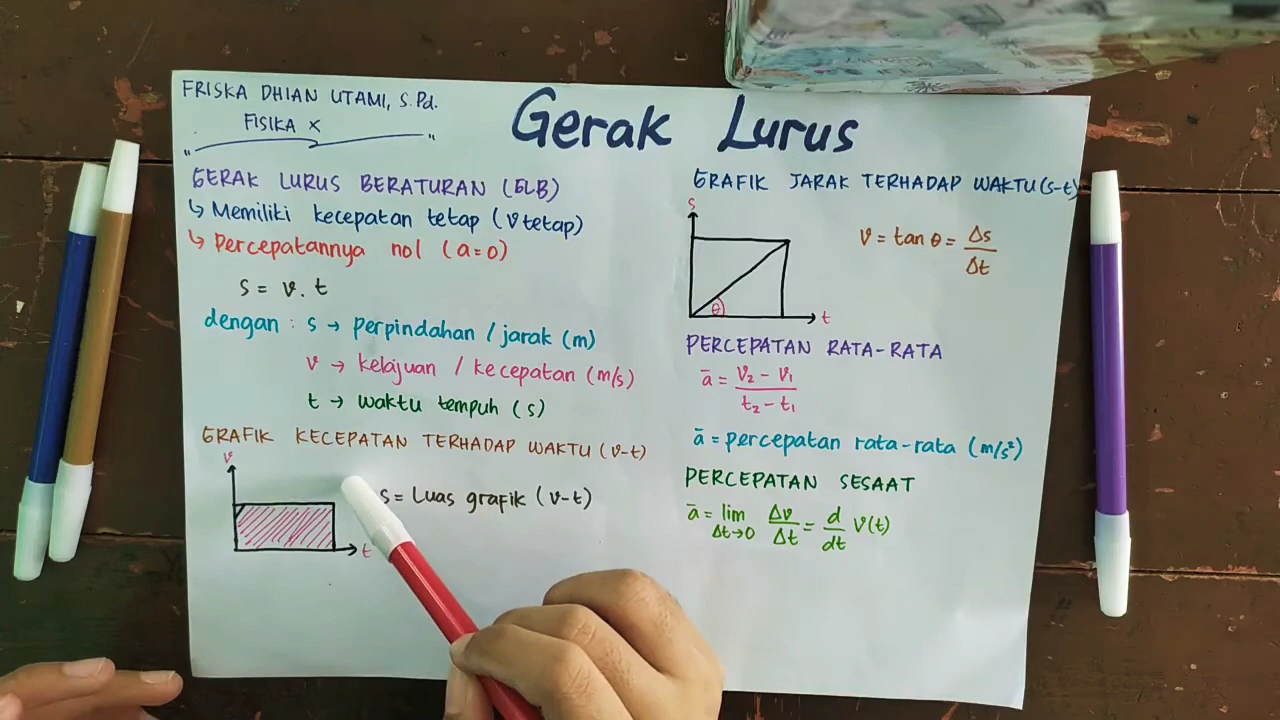 FRISKA DHIAN UTAMI, S.Pd.
FISIKA X
Gerak Lurus
GERAK LURUS BERATURAN (GLB)
↳ Memiliki kecepatan tetap (v tetap)
↳ Percepatannya nol (a=0)
s = v. t
dengan : s → perpindahan / jarak (m)
v → kelajuan / kecepatan (m/s)
t → waktu tempuh (s)
GRAFIK KECEPATAN TERHADAP WAKTU (v-t)
v
t
s = Luas grafik (v-t)
GRAFIK JARAK TERHADAP WAKTU (s-t)
s
θ
t
v = tan θ = Δs / Δt
PERCEPATAN RATA-RATA
ā = v₂ - v₁ / t₂ - t₁
ā = percepatan rata-rata (m/s²)
PERCEPATAN SESAAT
ā = lim Δt→0 Δv / Δt = d / dt v(t)